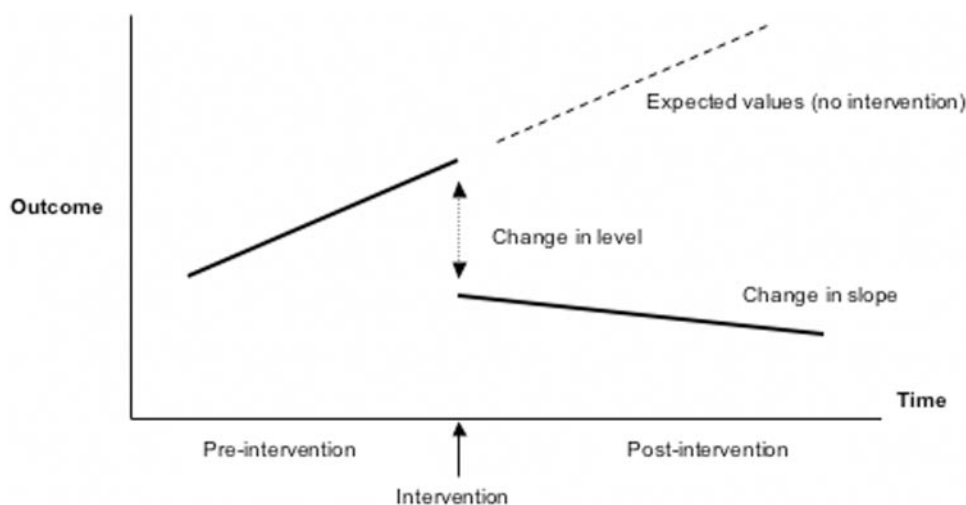 Expected values (no intervention)
Outcome
Change in level
Change in slope
Time
Pre-intervention
Post-intervention
Intervention